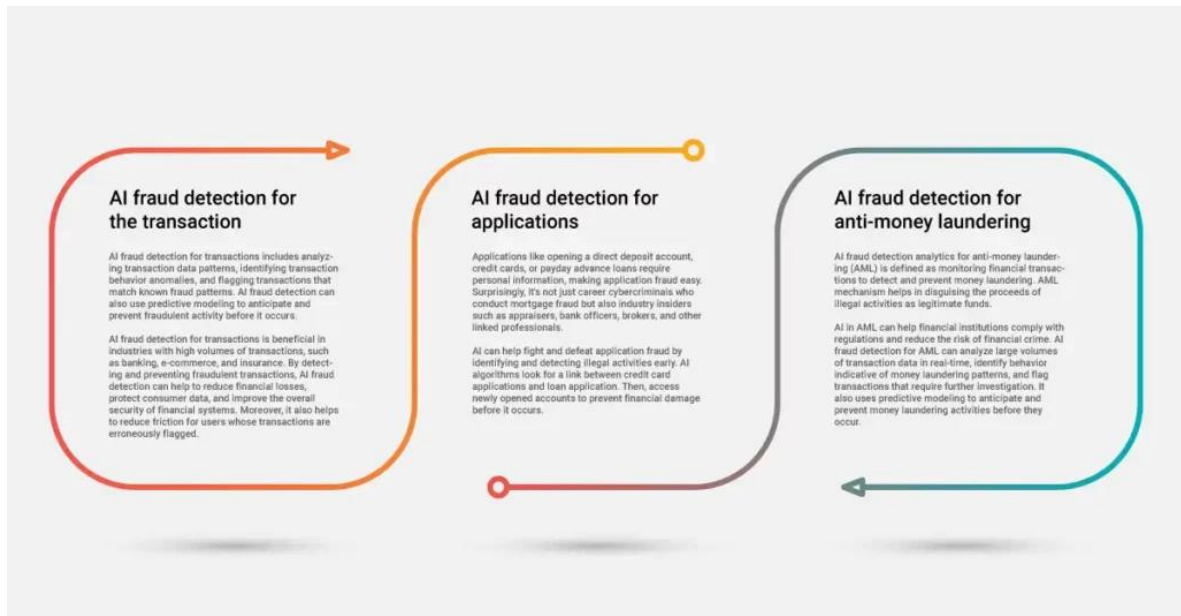 AI fraud detection for
the transaction
AI fraud detection for transactions includes analyz-
ing transaction data patterns, identifying transaction
behavior anomalies, and flagging transactions that
match known fraud patterns. AI fraud detection can
also use predictive modeling to anticipate and
prevent fraudulent activity before it occurs.
AI fraud detection for transactions is beneficial in
industries with high volumes of transactions, such
as banking, e-commerce, and insurance. By detect-
ing and preventing fraudulent transactions, AI fraud
detection can help to reduce financial losses,
protect consumer data, and improve the overall
security of financial systems. Moreover, it also helps
to reduce friction for users whose transactions are
erroneously flagged.
AI fraud detection for
applications
Applications like opening a direct deposit account,
credit cards, or payday advance loans require
personal information, making application fraud easy.
Surprisingly, it's not just career cybercriminals who
conduct mortgage fraud but also industry insiders
such as appraisers, bank officers, brokers, and other
linked professionals.
AI can help fight and defeat application fraud by
identifying and detecting illegal activities early. AI
algorithms look for a link between credit card
applications and loan application. Then, access
newly opened accounts to prevent financial damage
before it occurs.
AI fraud detection for
anti-money laundering
AI fraud detection analytics for anti-money launder-
ing (AML) is defined as monitoring financial transac-
tions to detect and prevent money laundering. AML
mechanism helps in disguising the proceeds of
illegal activities as legitimate funds.
AI in AML can help financial institutions comply with
regulations and reduce the risk of financial crime. AI
fraud detection for AML can analyze large volumes
of transaction data in real-time, identify behavior
indicative of money laundering patterns, and flag
transactions that require further investigation. It
also uses predictive modeling to anticipate and
prevent money laundering activities before they
occur.